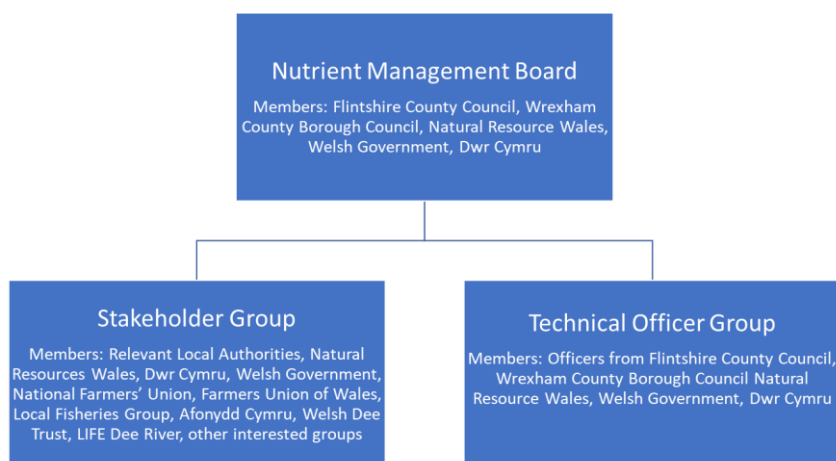 Nutrient Management Board
Members: Flintshire County Council, Wrexham
County Borough Council, Natural Resource Wales,
Welsh Government, Dwr Cymru
Stakeholder Group
Members: Relevant Local Authorities, Natural
Resources Wales, Dwr Cymru, Welsh Government,
National Farmers’ Union, Farmers Union of Wales,
Local Fisheries Group, Afonydd Cymru, Welsh Dee
Trust, LIFE Dee River, other interested groups
Technical Officer Group
Members: Officers from Flintshire County Council,
Wrexham County Borough Council Natural
Resource Wales, Welsh Government, Dwr Cymru